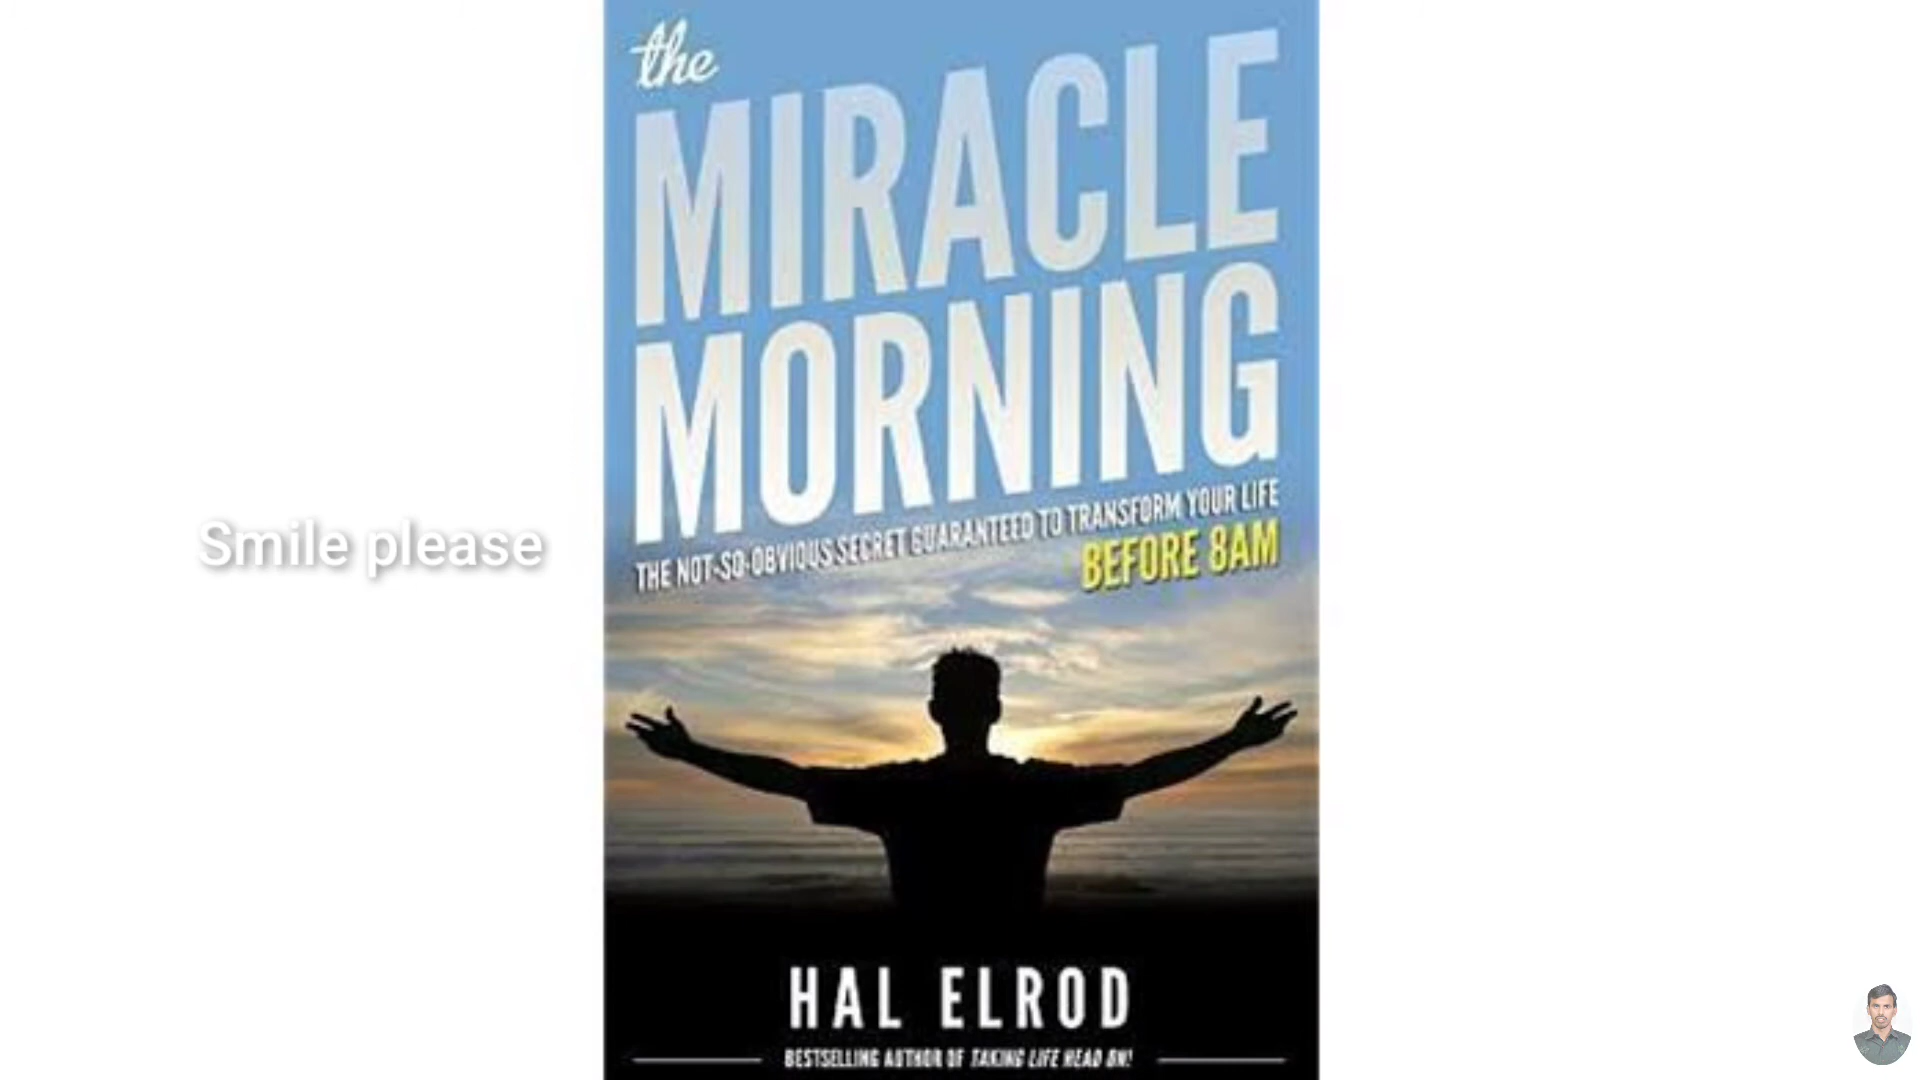 the
MIRACLE
MORNING
THE NOT-SO-OBVIOUS SECRET GUARANTEED TO TRANSFORM YOUR LIFE
BEFORE 8AM
Smile please
HAL ELROD
BESTSELLING AUTHOR OF TAKING LIFE HEAD ON!